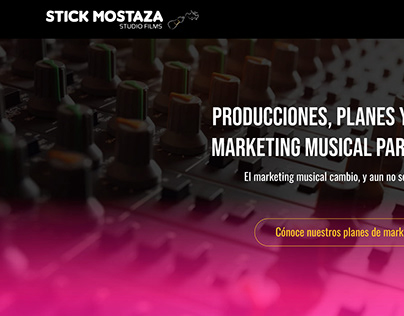 STICK MOSTAZA
STUDIO FILMS
PRODUCCIONES, PLANES Y
MARKETING MUSICAL PAR
El marketing musical cambio, y aun no se
Cónoce nuestros planes de mark